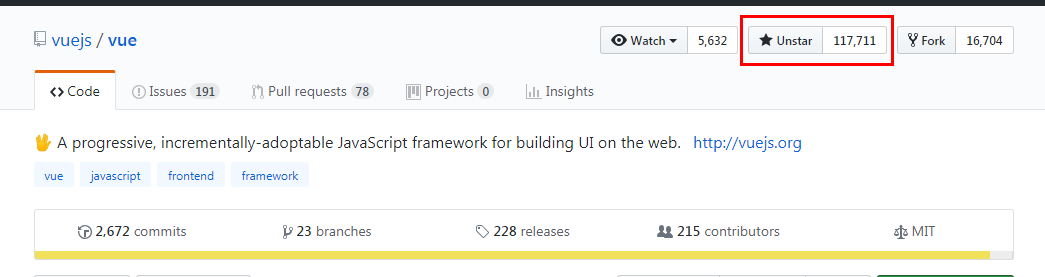 vuejs / vue Watch 5,632 Unstar 117,711 Fork 16,704
Code Issues 191 Pull requests 78 Projects 0 Insights
🖖 A progressive, incrementally-adoptable JavaScript framework for building UI on the web. http://vuejs.org
vue javascript frontend framework
2,672 commits 23 branches 228 releases 215 contributors MIT